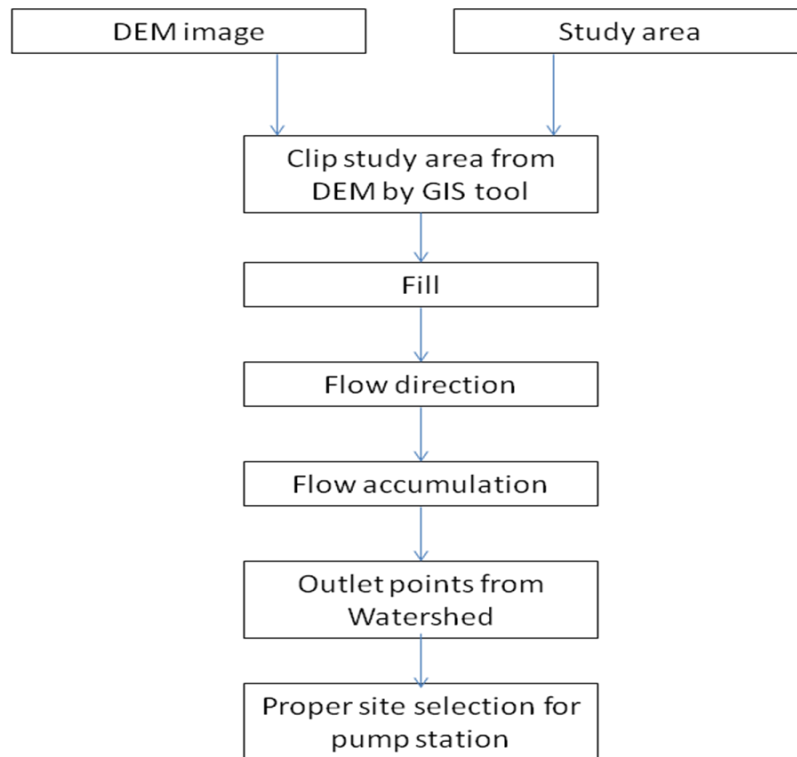 DEM image
Study area
Clip study area from
DEM by GIS tool
Fill
Flow direction
Flow accumulation
Outlet points from
Watershed
Proper site selection for
pump station